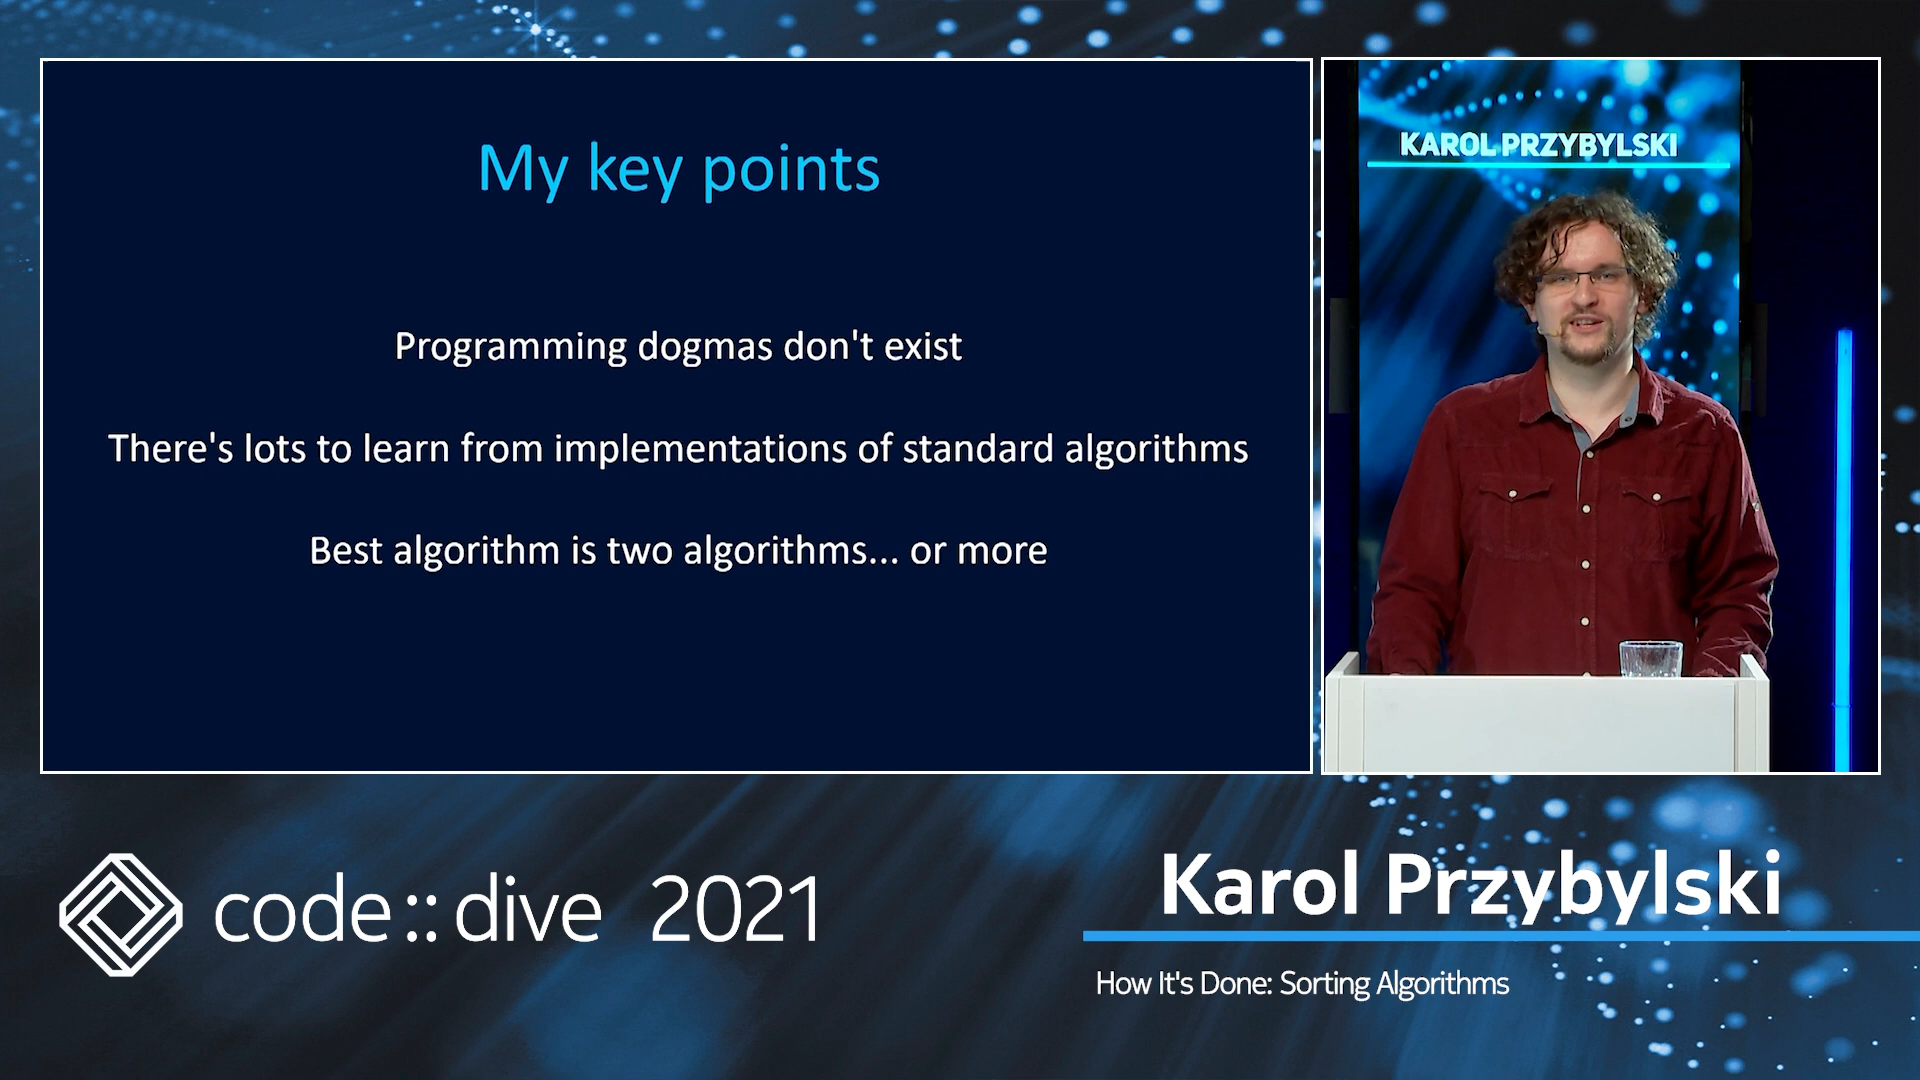 My key points
Programming dogmas don't exist
There's lots to learn from implementations of standard algorithms
Best algorithm is two algorithms... or more
KAROL PRZYBYLSKI
code::dive 2021
Karol Przybylski
How It's Done: Sorting Algorithms